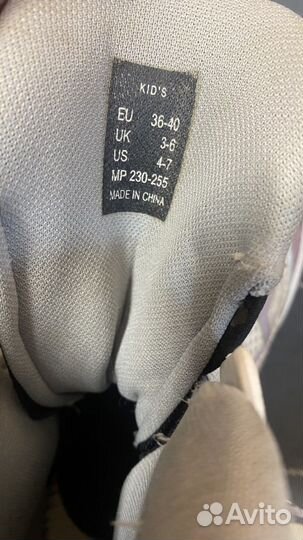 KID'S
EU 36-40
UK 3-6
US 4-7
MP 230-255
MADE IN CHINA
Avito